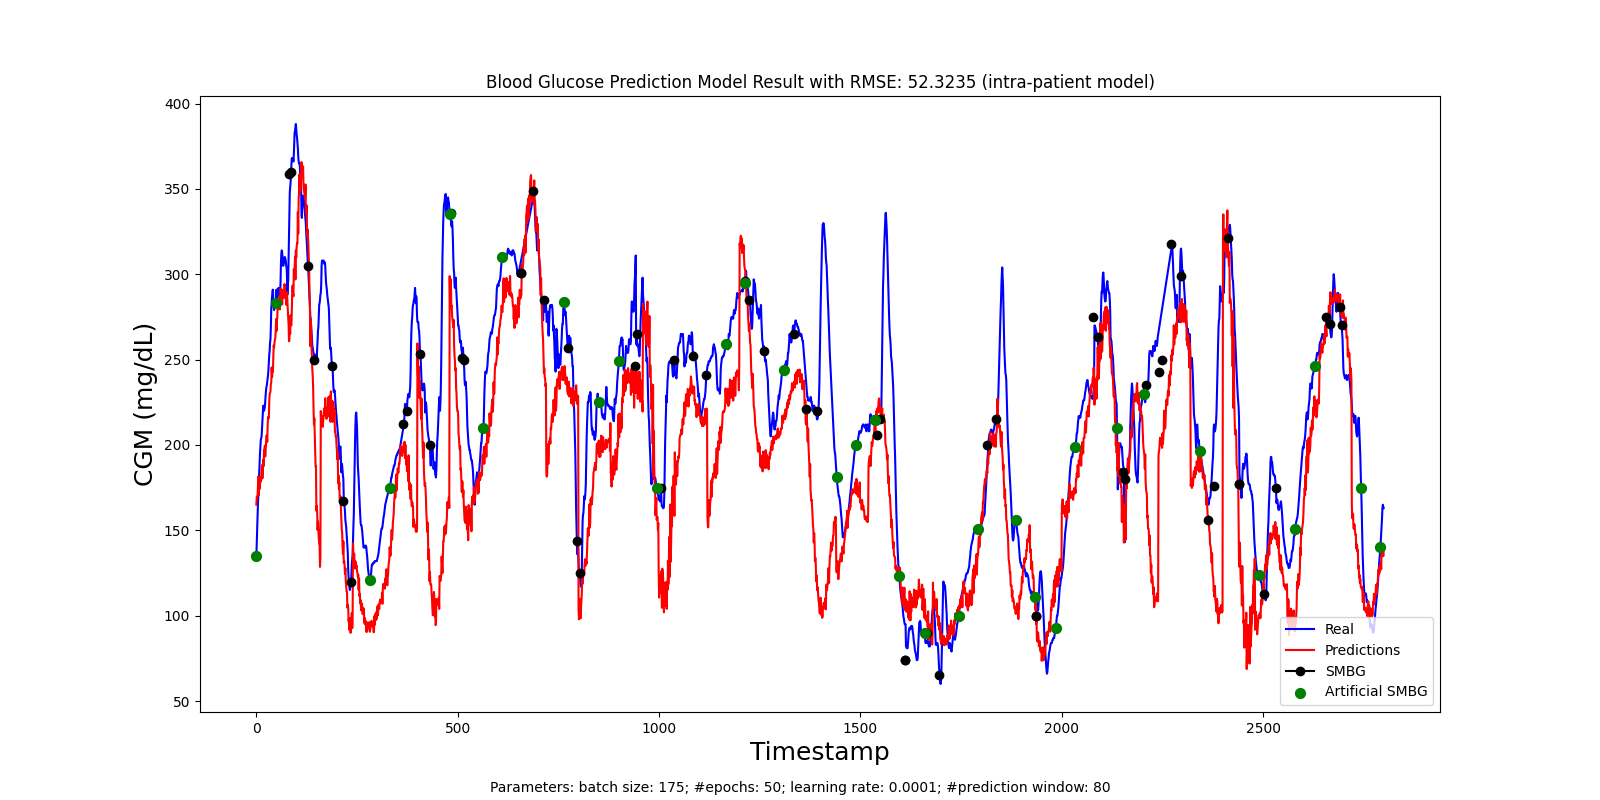 Blood Glucose Prediction Model Result with RMSE: 52.3235 (intra-patient model)
400
350
300
250
200
150
100
50
CGM (mg/dL)
Real
Predictions
SMBG
Artificial SMBG
0 500 1000 1500 2000 2500
Timestamp
Parameters: batch size: 175; #epochs: 50; learning rate: 0.0001; #prediction window: 80